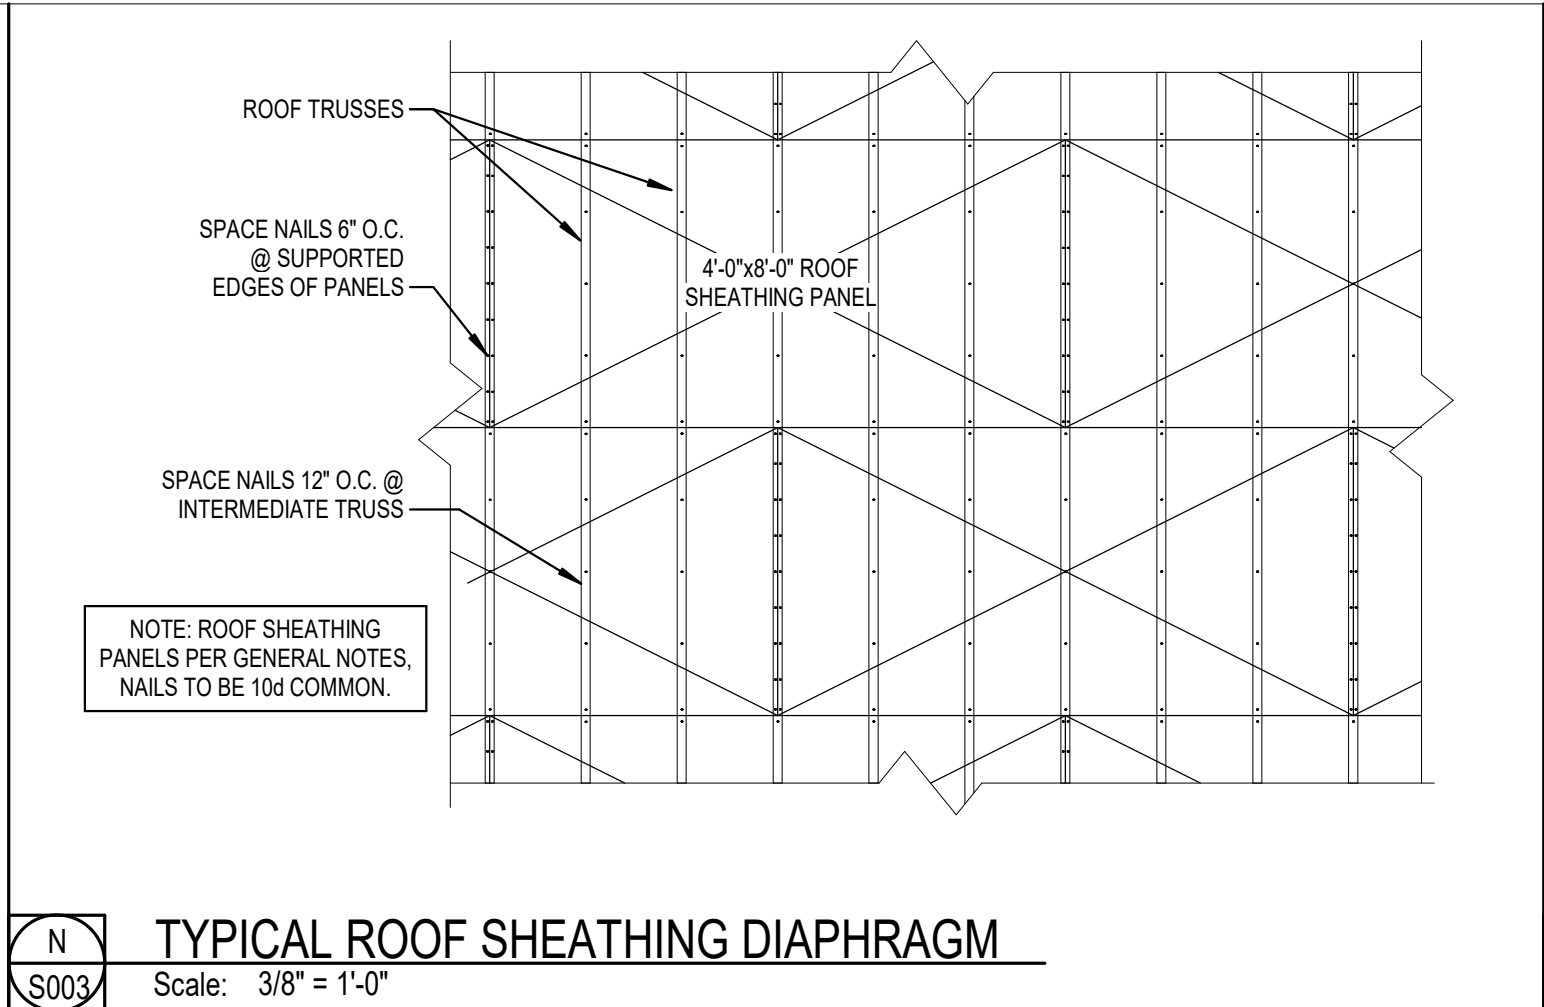 ROOF TRUSSES
SPACE NAILS 6" O.C.
@ SUPPORTED
EDGES OF PANELS
4'-0"x8'-0" ROOF
SHEATHING PANEL
SPACE NAILS 12" O.C. @
INTERMEDIATE TRUSS
NOTE: ROOF SHEATHING
PANELS PER GENERAL NOTES,
NAILS TO BE 10d COMMON.
N
S003
TYPICAL ROOF SHEATHING DIAPHRAGM
Scale: 3/8" = 1'-0"